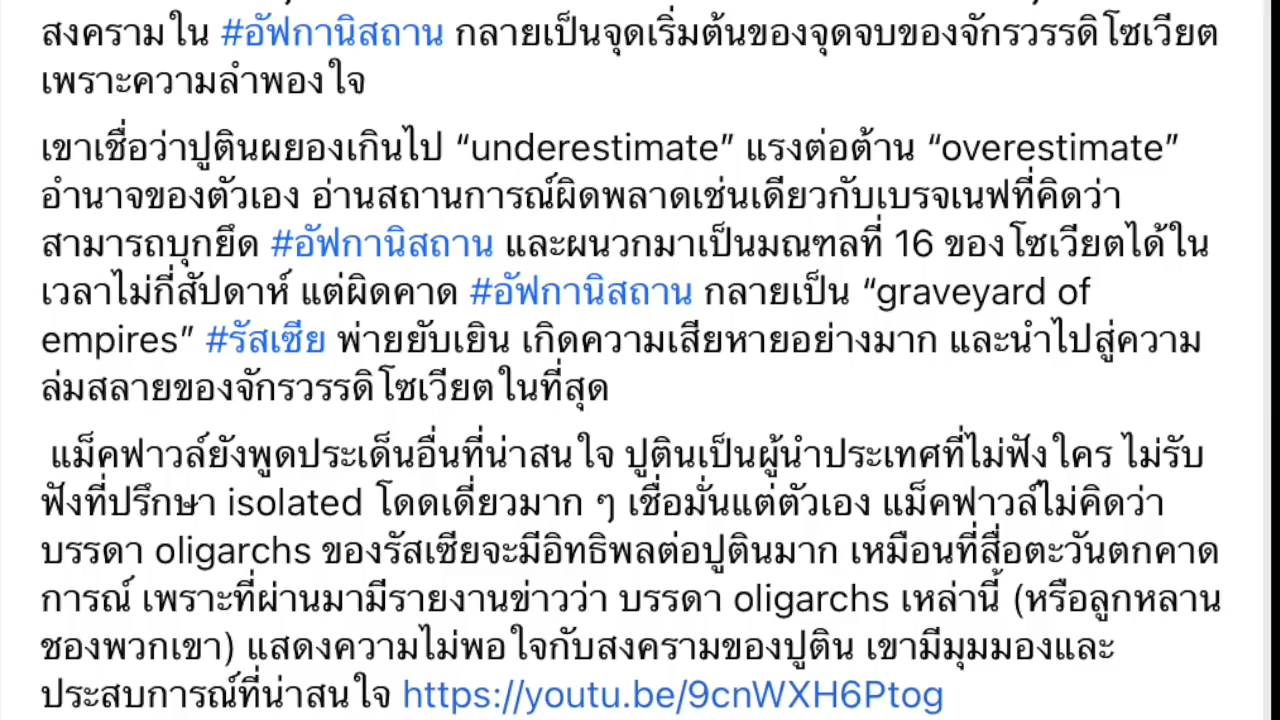 สงครามใน #อัฟกานิสถาน กลายเป็นจุดเริ่มต้นของจุดจบของจักรวรรดิโซเวียต
เพราะความลำพองใจ
เขาเชื่อว่าปูตินผยองเกินไป “underestimate” แรงต่อต้าน “overestimate”
อำนาจของตัวเอง อ่านสถานการณ์ผิดพลาดเช่นเดียวกับเบรจเนฟที่คิดว่า
สามารถบุกยึด #อัฟกานิสถาน และผนวกมาเป็นมณฑลที่ 16 ของโซเวียตได้ใน
เวลาไม่กี่สัปดาห์ แต่ผิดคาด #อัฟกานิสถาน กลายเป็น “graveyard of
empires” #รัสเซีย พ่ายยับเยิน เกิดความเสียหายอย่างมาก และนำไปสู่ความ
ล่มสลายของจักรวรรดิโซเวียตในที่สุด
แม็คฟาวล์ยังพูดประเด็นอื่นที่น่าสนใจ ปูตินเป็นผู้นำประเทศที่ไม่ฟังใคร ไม่รับ
ฟังที่ปรึกษา isolated โดดเดี่ยวมาก ๆ เชื่อมั่นแต่ตัวเอง แม็คฟาวล์ไม่คิดว่า
บรรดา oligarchs ของรัสเซียจะมีอิทธิพลต่อปูตินมาก เหมือนที่สื่อตะวันตกคาด
การณ์ เพราะที่ผ่านมามีรายงานข่าวว่า บรรดา oligarchs เหล่านี้ (หรือลูกหลาน
ชองพวกเขา) แสดงความไม่พอใจกับสงครามของปูติน เขามีมุมมองและ
ประสบการณ์ที่น่าสนใจ https://youtu.be/9cnWXH6Ptog